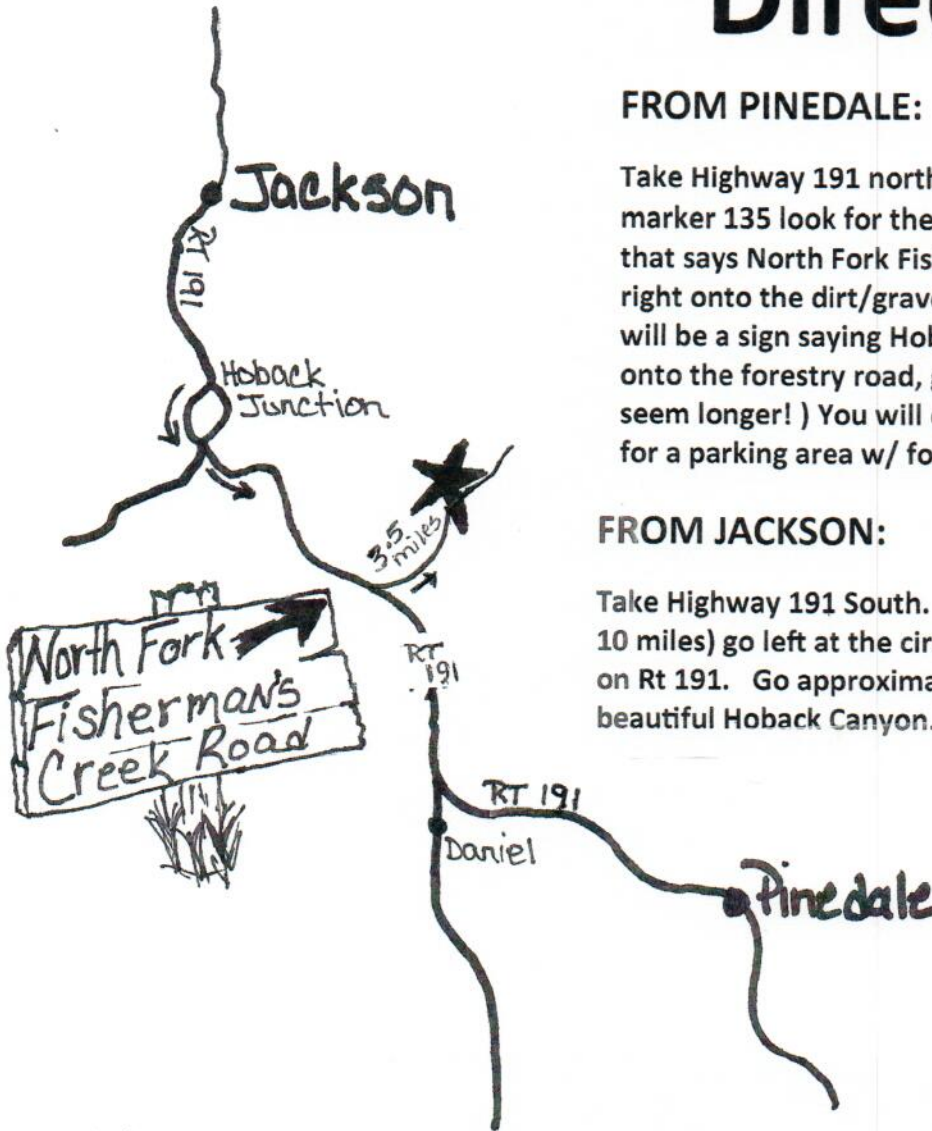 Dire
FROM PINEDALE:
Take Highway 191 north
marker 135 look for the
that says North Fork Fis
right onto the dirt/grave
will be a sign saying Hob
onto the forestry road, g
seem longer! ) You will
for a parking area w/ fo
FROM JACKSON:
Take Highway 191 South.
10 miles) go left at the cir
on Rt 191. Go approxima
beautiful Hoback Canyon.
Jackson
RT 191
Hoback
Junction
3.5
miles
North Fork
Fisherman's
Creek Road
RT
191
RT 191
Daniel
Pinedale